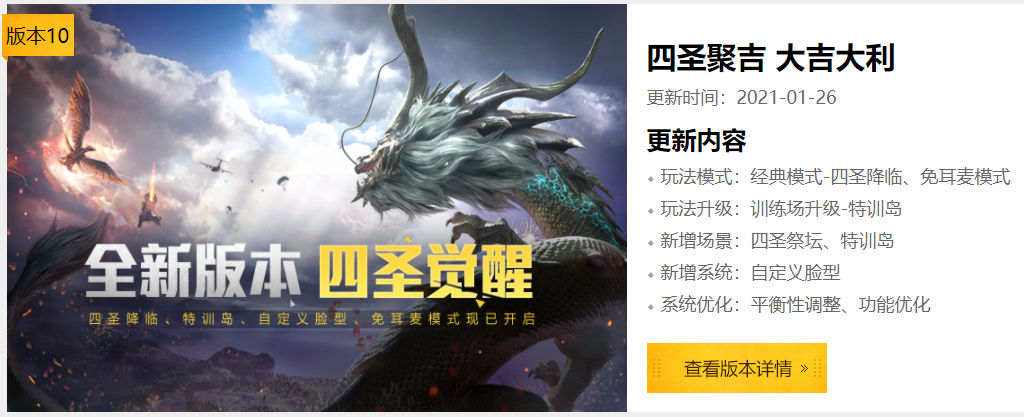 版本10
全新版本 四圣觉醒
四圣降临、特训岛、自定义脸型、免耳麦模式现已开启
四圣聚吉 大吉大利
更新时间：2021-01-26
更新内容
玩法模式：经典模式-四圣降临、免耳麦模式
玩法升级：训练场升级-特训岛
新增场景：四圣祭坛、特训岛
新增系统：自定义脸型
系统优化：平衡性调整、功能优化
查看版本详情 »